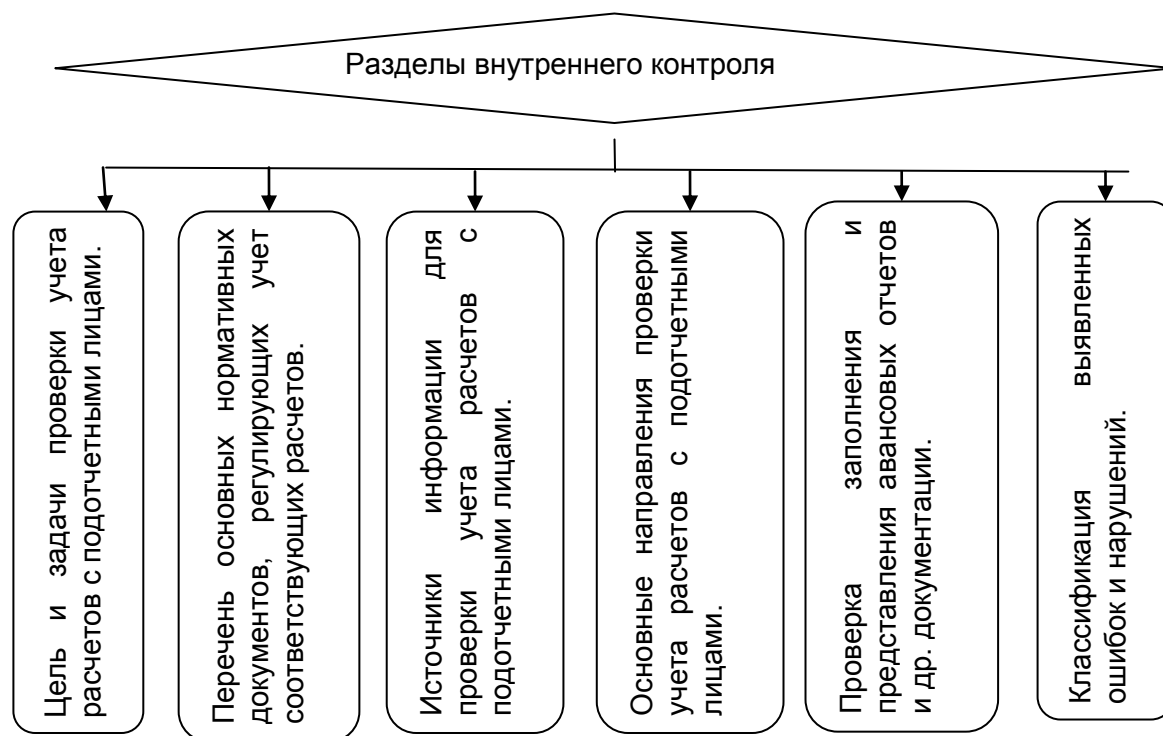 Разделы внутреннего контроля
Цель и задачи проверки учета
расчетов с подотчетными лицами.
Перечень основных нормативных
документов, регулирующих учет
соответствующих расчетов.
Источники информации для
проверки учета расчетов с
подотчетными лицами.
Основные направления проверки
учета расчетов с подотчетными
лицами.
Проверка заполнения и
представления авансовых отчетов
и др. документации.
Классификация выявленных
ошибок и нарушений.